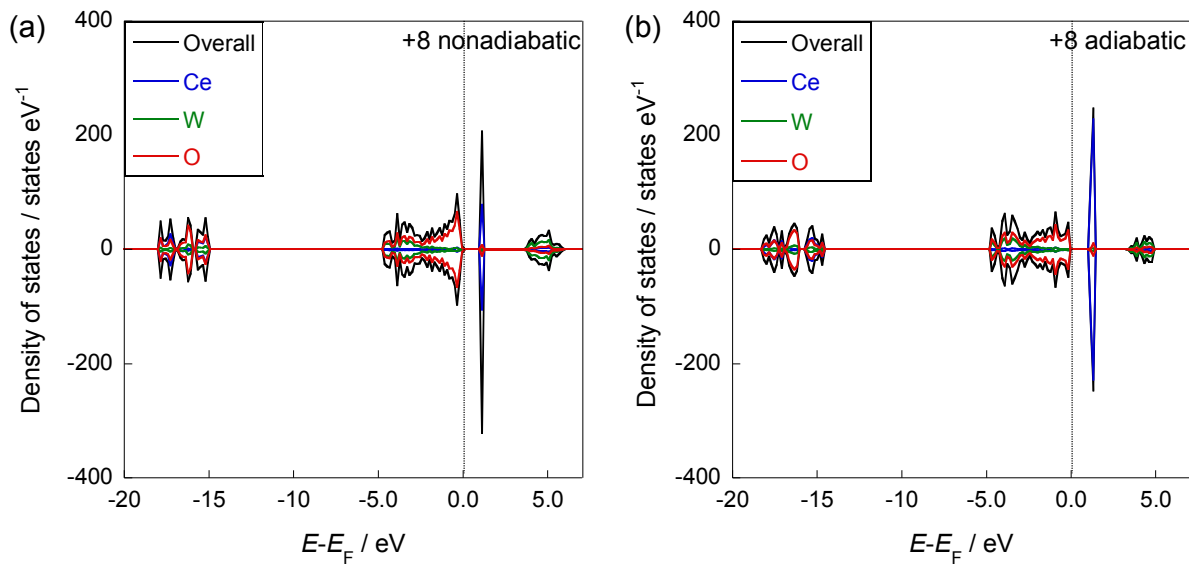 (a)
400
200
0
-200
-400
Density of states / states eV⁻¹
Overall
Ce
W
O
+8 nonadiabatic
-20
-15
-10
-5.0
0.0
5.0
E-E_F / eV
(b)
400
200
0
-200
-400
Density of states / states eV⁻¹
Overall
Ce
W
O
+8 adiabatic
-20
-15
-10
-5.0
0.0
5.0
E-E_F / eV